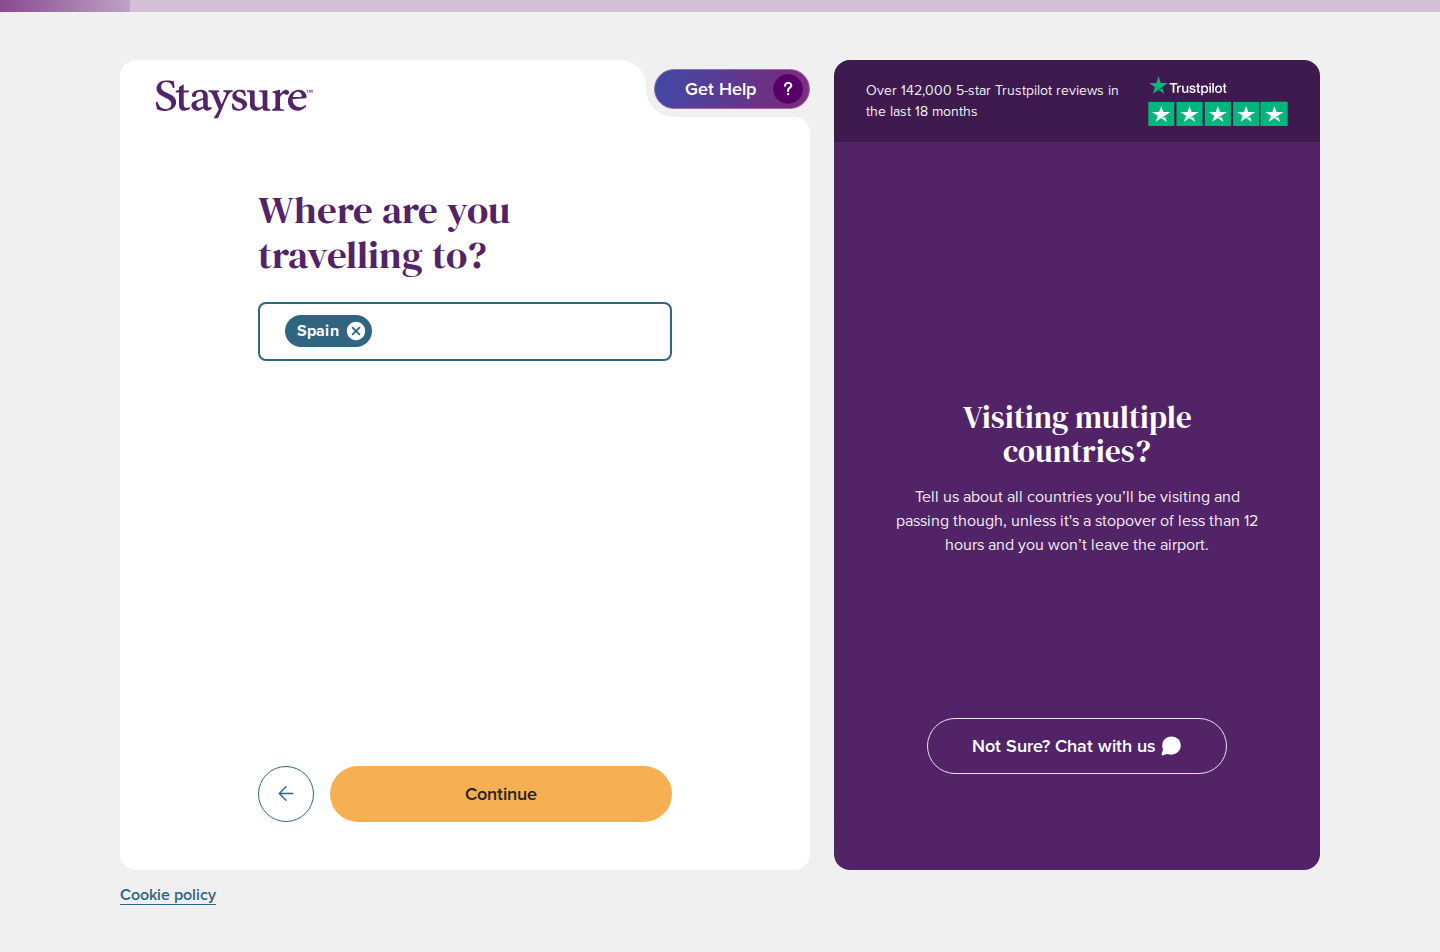 Staysure™
Get Help ?
Where are you
travelling to?
Spain
Continue
Cookie policy
Over 142,000 5-star Trustpilot reviews in
the last 18 months
Trustpilot
Visiting multiple
countries?
Tell us about all countries you’ll be visiting and
passing though, unless it's a stopover of less than 12
hours and you won’t leave the airport.
Not Sure? Chat with us